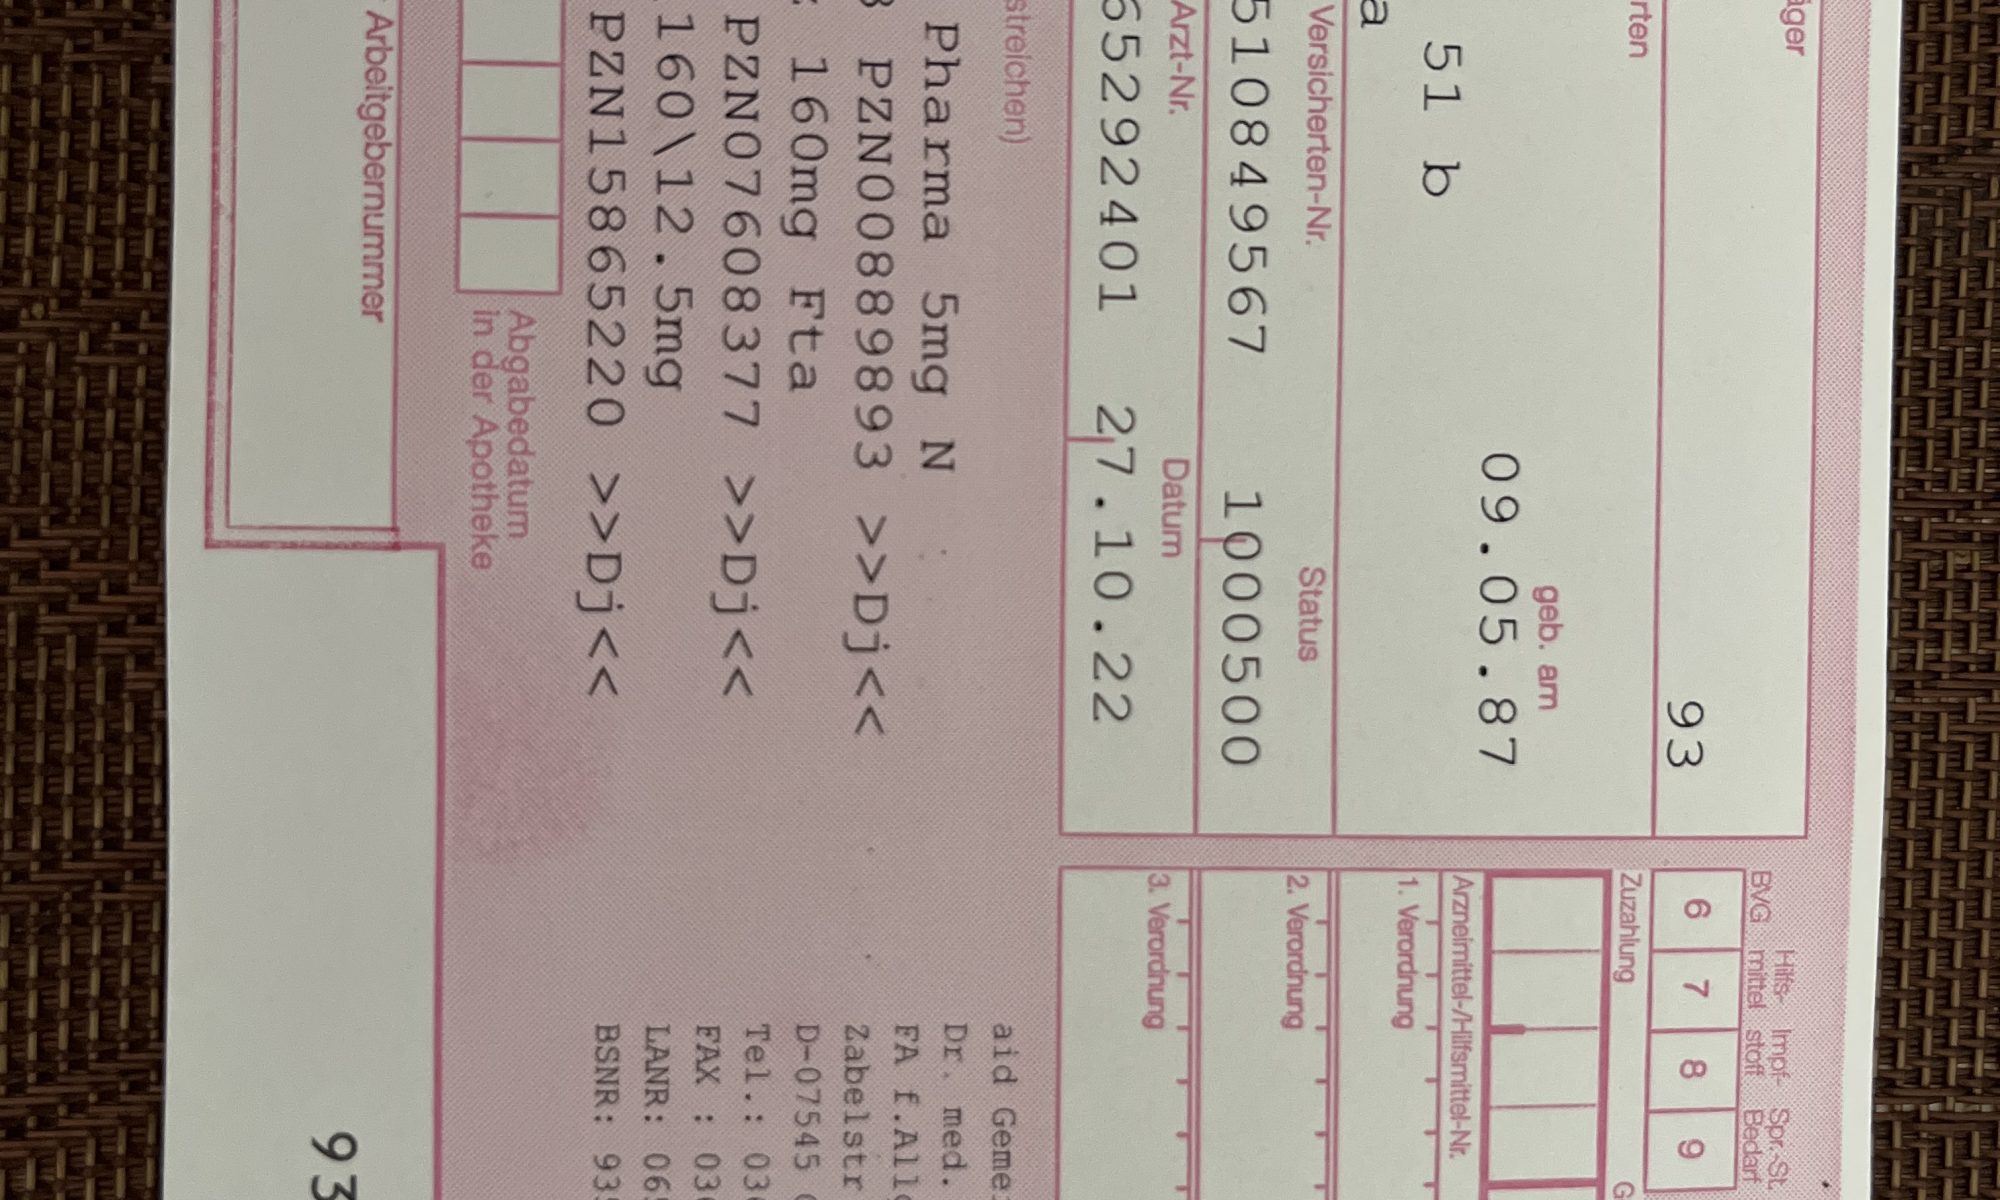 rten
93
geb. am
09.05.87
51 b
a
Versicherten-Nr.
Status
5108495 67
1000500
Arzt-Nr.
Datum
65292401
27.10.22
streichen)
Pharma 5mg N
PZN00889893 >>Dj<<
160mg Fta
PZN07608377 >>Dj<<
160\12.5mg
PZN15865220 >>Dj<<
Abgabedatum
in der Apotheke
Arbeitgebernummer
BVG
Hilfs-
mittel
Impf-
stoff
Spr.-St.
Bedarf
6 7 8 9
Zuzahlung
G
Arzneimittel-/Hilfsmittel-Nr.
1. Verordnung
2. Verordnung
3. Verordnung
aid Geme
Dr. med.
FA f.All
Zabelstr
D-07545
Tel.: 03
FAX : 03
LANR: 06
BSNR: 93
93